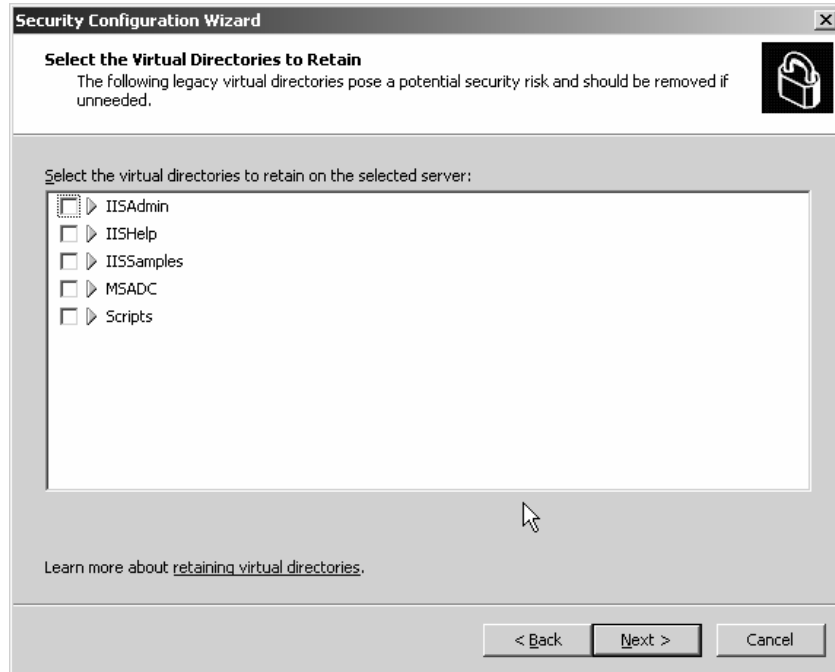 Security Configuration Wizard
Select the Virtual Directories to Retain
The following legacy virtual directories pose a potential security risk and should be removed if
unneeded.
Select the virtual directories to retain on the selected server:
IISAdmin
IISHelp
IISSamples
MSADC
Scripts
Learn more about retaining virtual directories.
< Back Next > Cancel